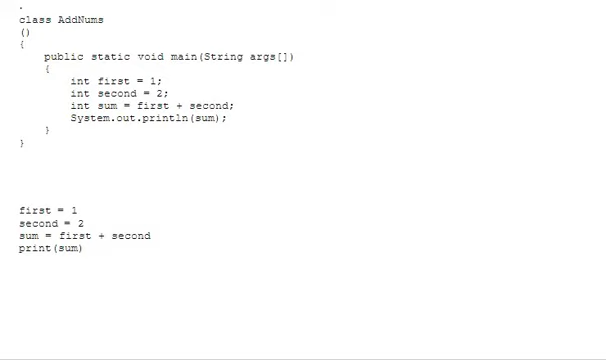 .
class AddNums
()
{
public static void main(String args[])
{
int first = 1;
int second = 2;
int sum = first + second;
System.out.println(sum);
}
}
first = 1
second = 2
sum = first + second
print(sum)